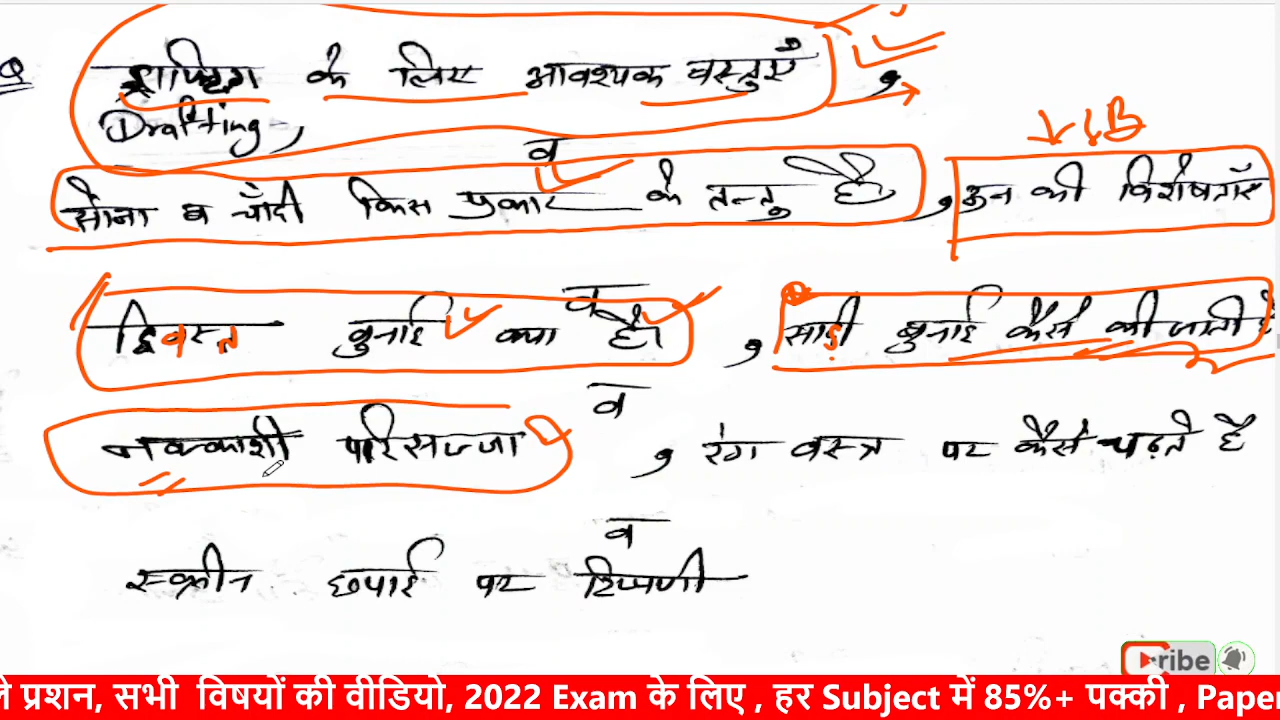 Q ड्राफ्टिंग के लिए आवश्यक वस्तुएँ ,
Drafting,
व
सोना व चाँदी किस प्रकार के तन्तु है , उन की विशेषताएँ
व
द्विवस्त्र बुनाई क्या है। , सादी बुनाई कैसे की जाती है
व
नक्काशी परिसज्जा , रंग वस्त्र पर कैसे चढ़ते है
व
स्क्रीन छपाई पर टिप्पणी
cribe
ले प्रशन, सभी विषयों की वीडियो, 2022 Exam के लिए , हर Subject में 85%+ पक्की , Paper